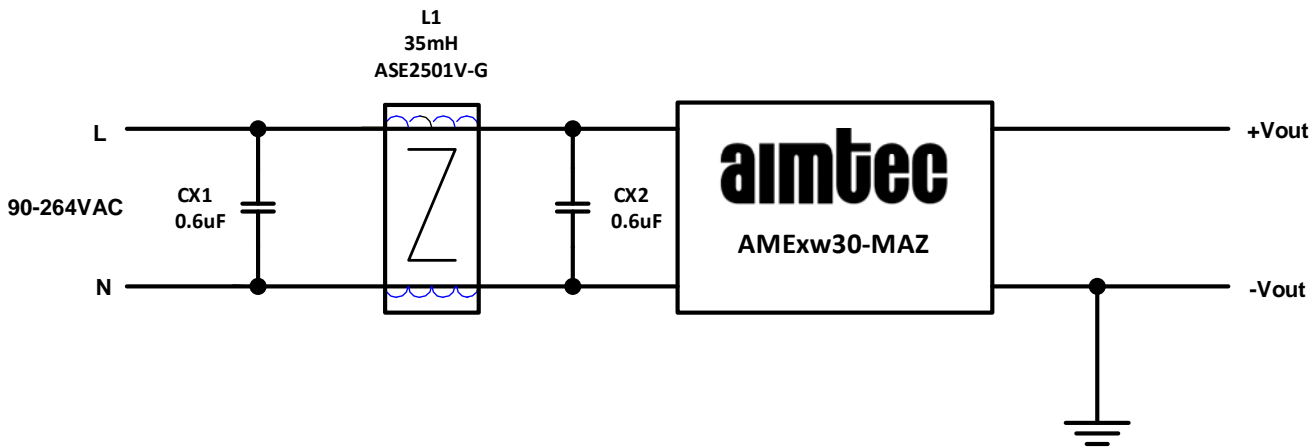 L1
35mH
ASE2501V-G
L
+Vout
90-264VAC
CX1
0.6uF
CX2
0.6uF
aimtec
AMExw30-MAZ
N
-Vout